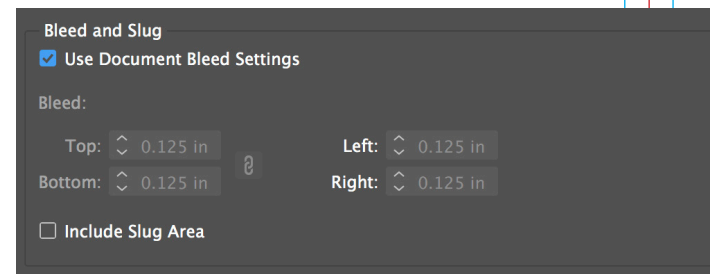 Bleed and Slug
Use Document Bleed Settings
Bleed:
Top: 0.125 in Left: 0.125 in
Bottom: 0.125 in Right: 0.125 in
Include Slug Area